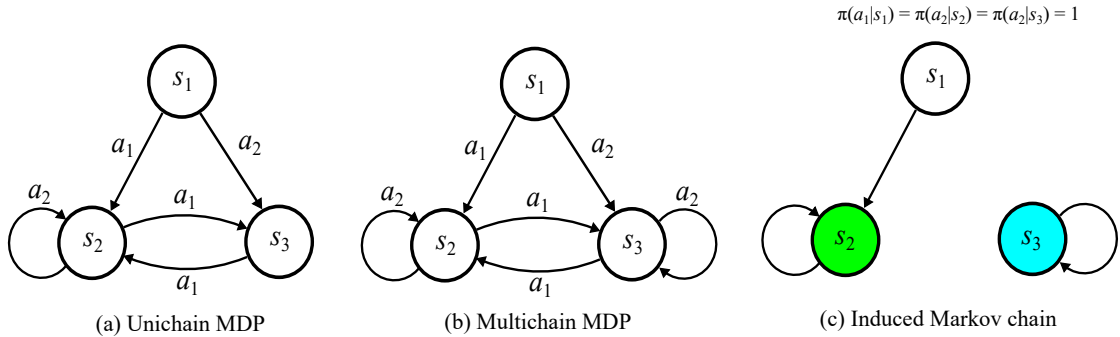 π(a₁|s₁) = π(a₂|s₂) = π(a₂|s₃) = 1
s₁
a₁
a₂
a₂
s₂
a₁
s₃
a₁
(a) Unichain MDP
s₁
a₁
a₂
a₂
s₂
a₁
s₃
a₂
a₁
(b) Multichain MDP
s₁
s₂
s₃
(c) Induced Markov chain